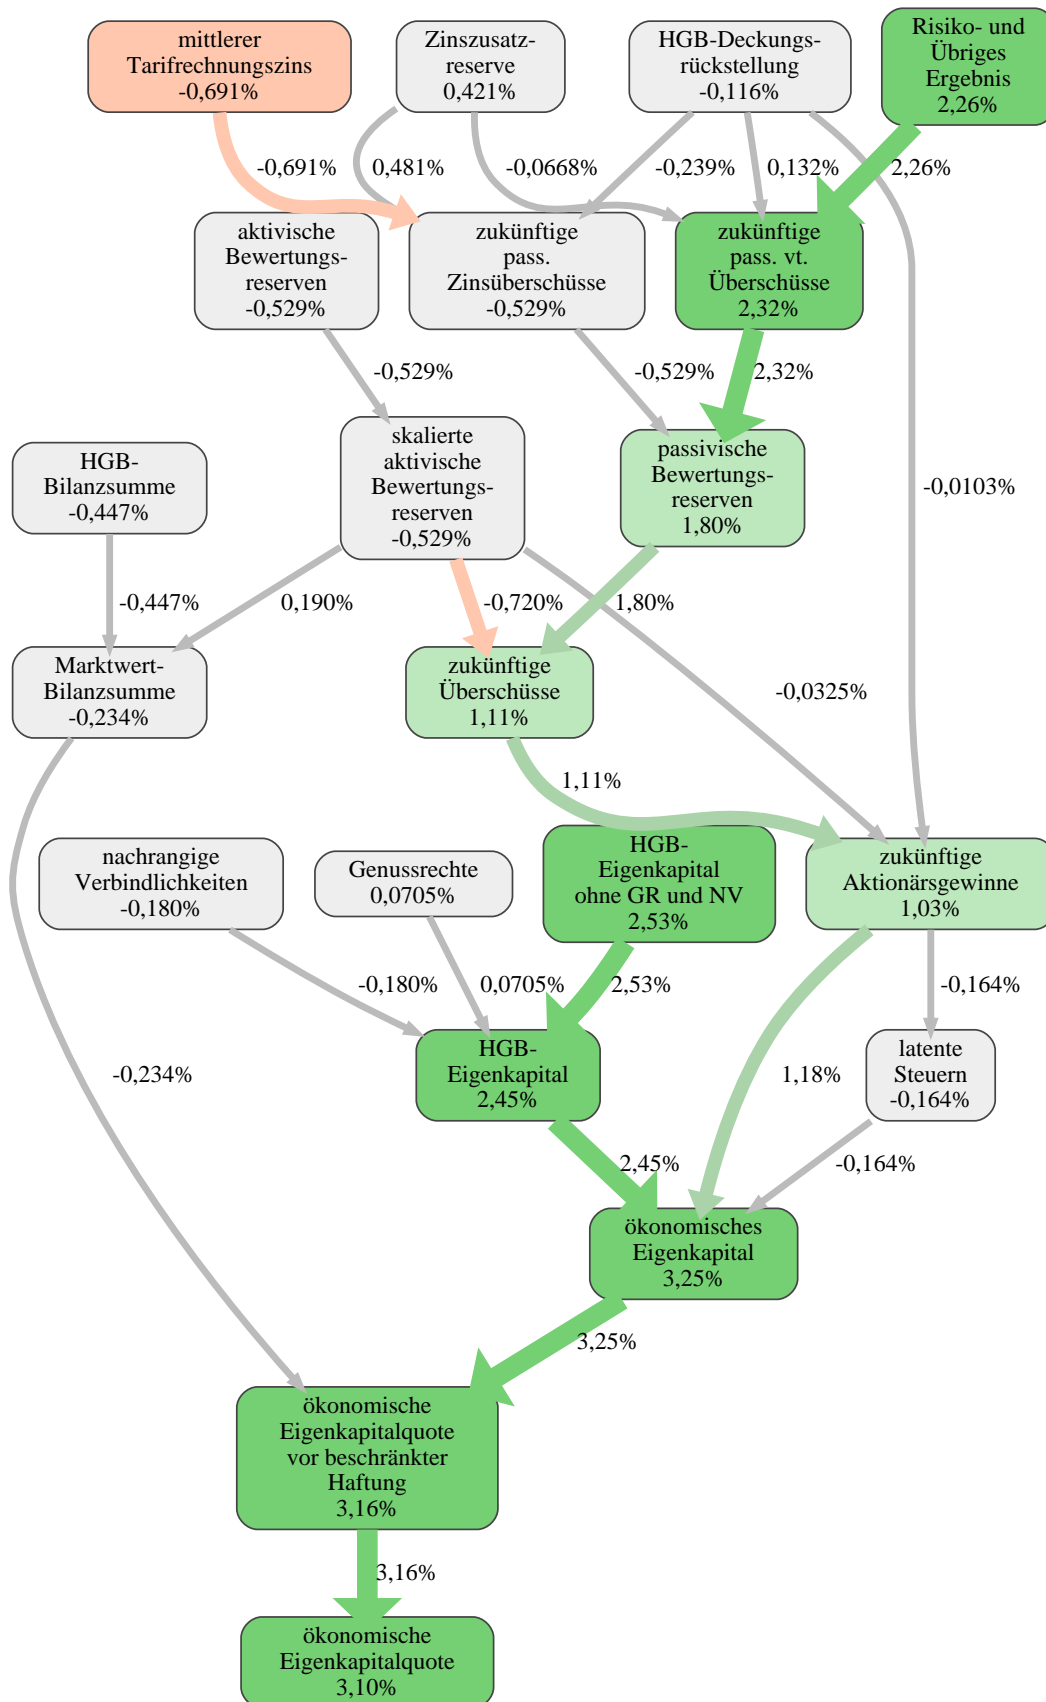 mittlerer
Tarifrechnungszins
-0,691%
Zinszusatz-
reserve
0,421%
HGB-Deckungs-
rückstellung
-0,116%
Risiko- und
Übriges
Ergebnis
2,26%
-0,691%
0,481%
-0,0668%
-0,239%
0,132%
2,26%
aktivische
Bewertungs-
reserven
-0,529%
zukünftige
pass.
Zinsüberschüsse
-0,529%
zukünftige
pass. vt.
Überschüsse
2,32%
-0,529%
-0,529%
2,32%
HGB-
Bilanzsumme
-0,447%
skalierte
aktivische
Bewertungs-
reserven
-0,529%
passivische
Bewertungs-
reserven
1,80%
-0,0103%
-0,447%
0,190%
-0,720%
1,80%
Marktwert-
Bilanzsumme
-0,234%
zukünftige
Überschüsse
1,11%
-0,0325%
1,11%
nachrangige
Verbindlichkeiten
-0,180%
Genussrechte
0,0705%
HGB-
Eigenkapital
ohne GR und NV
2,53%
zukünftige
Aktionärsgewinne
1,03%
-0,180%
0,0705%
2,53%
-0,164%
HGB-
Eigenkapital
2,45%
latente
Steuern
-0,164%
-0,234%
1,18%
2,45%
-0,164%
ökonomisches
Eigenkapital
3,25%
3,25%
ökonomische
Eigenkapitalquote
vor beschränkter
Haftung
3,16%
3,16%
ökonomische
Eigenkapitalquote
3,10%